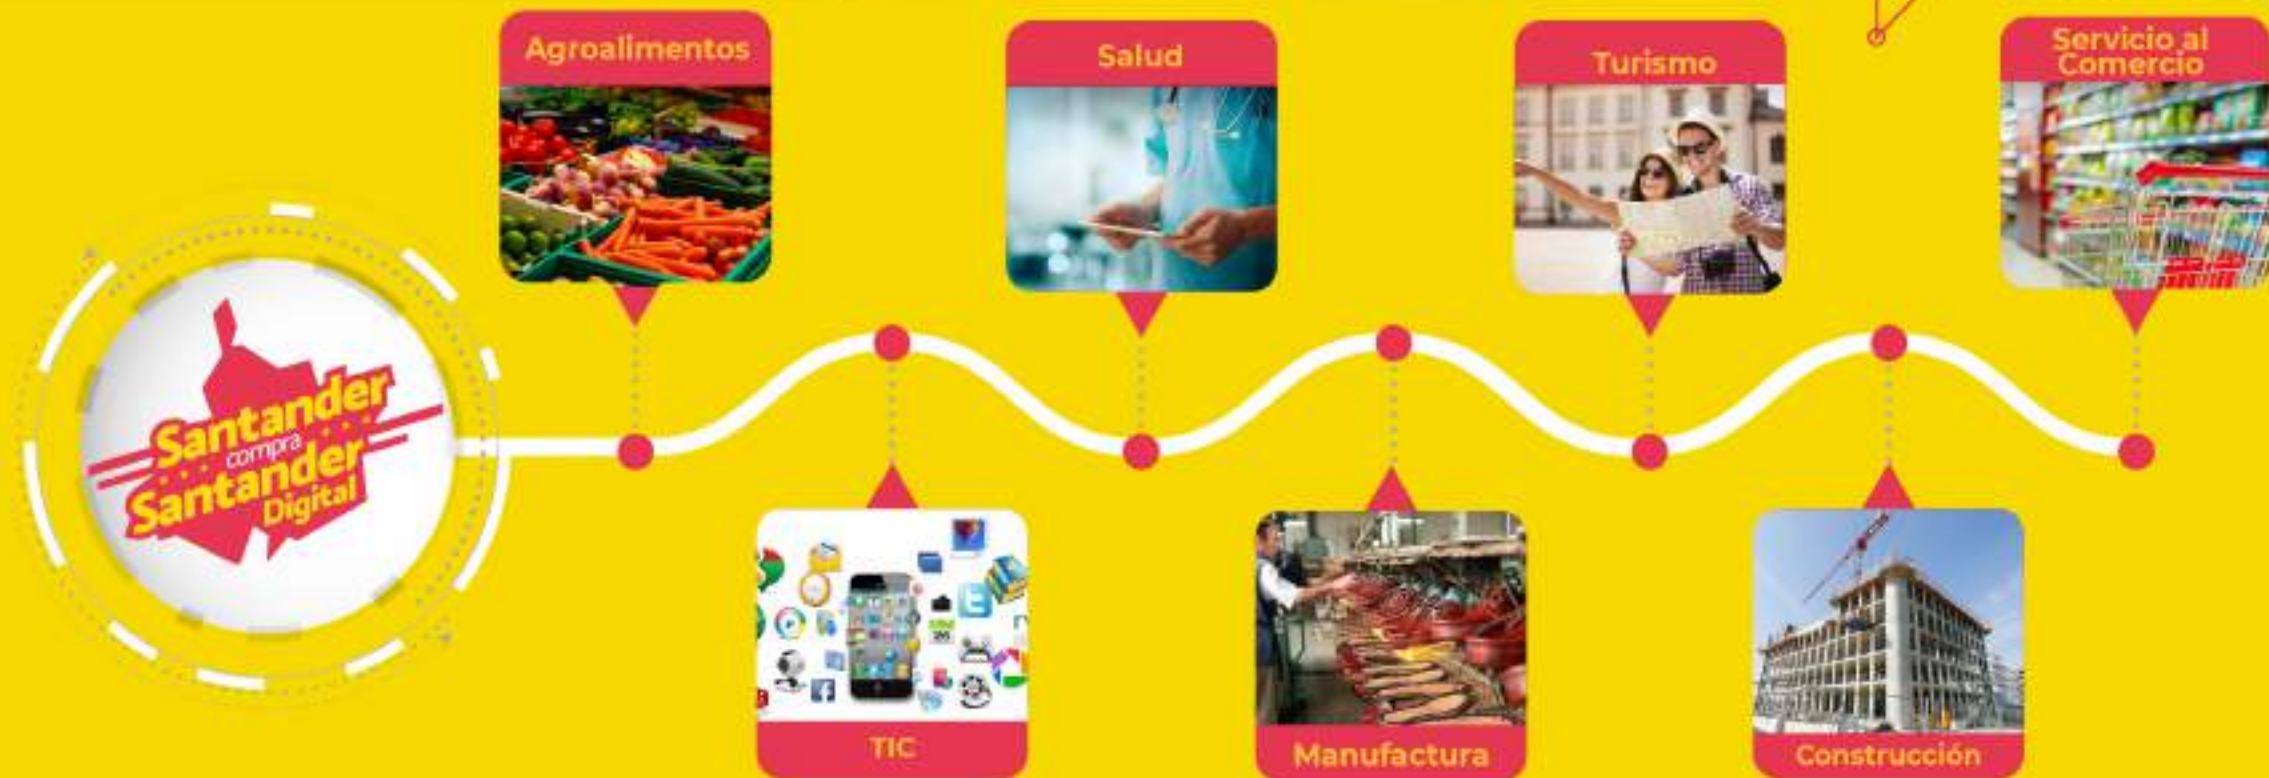 Agroalimentos
Salud
Turismo
Servicio al
Comercio
Santander
compra
Santander
Digital
TIC
Manufactura
Construcción